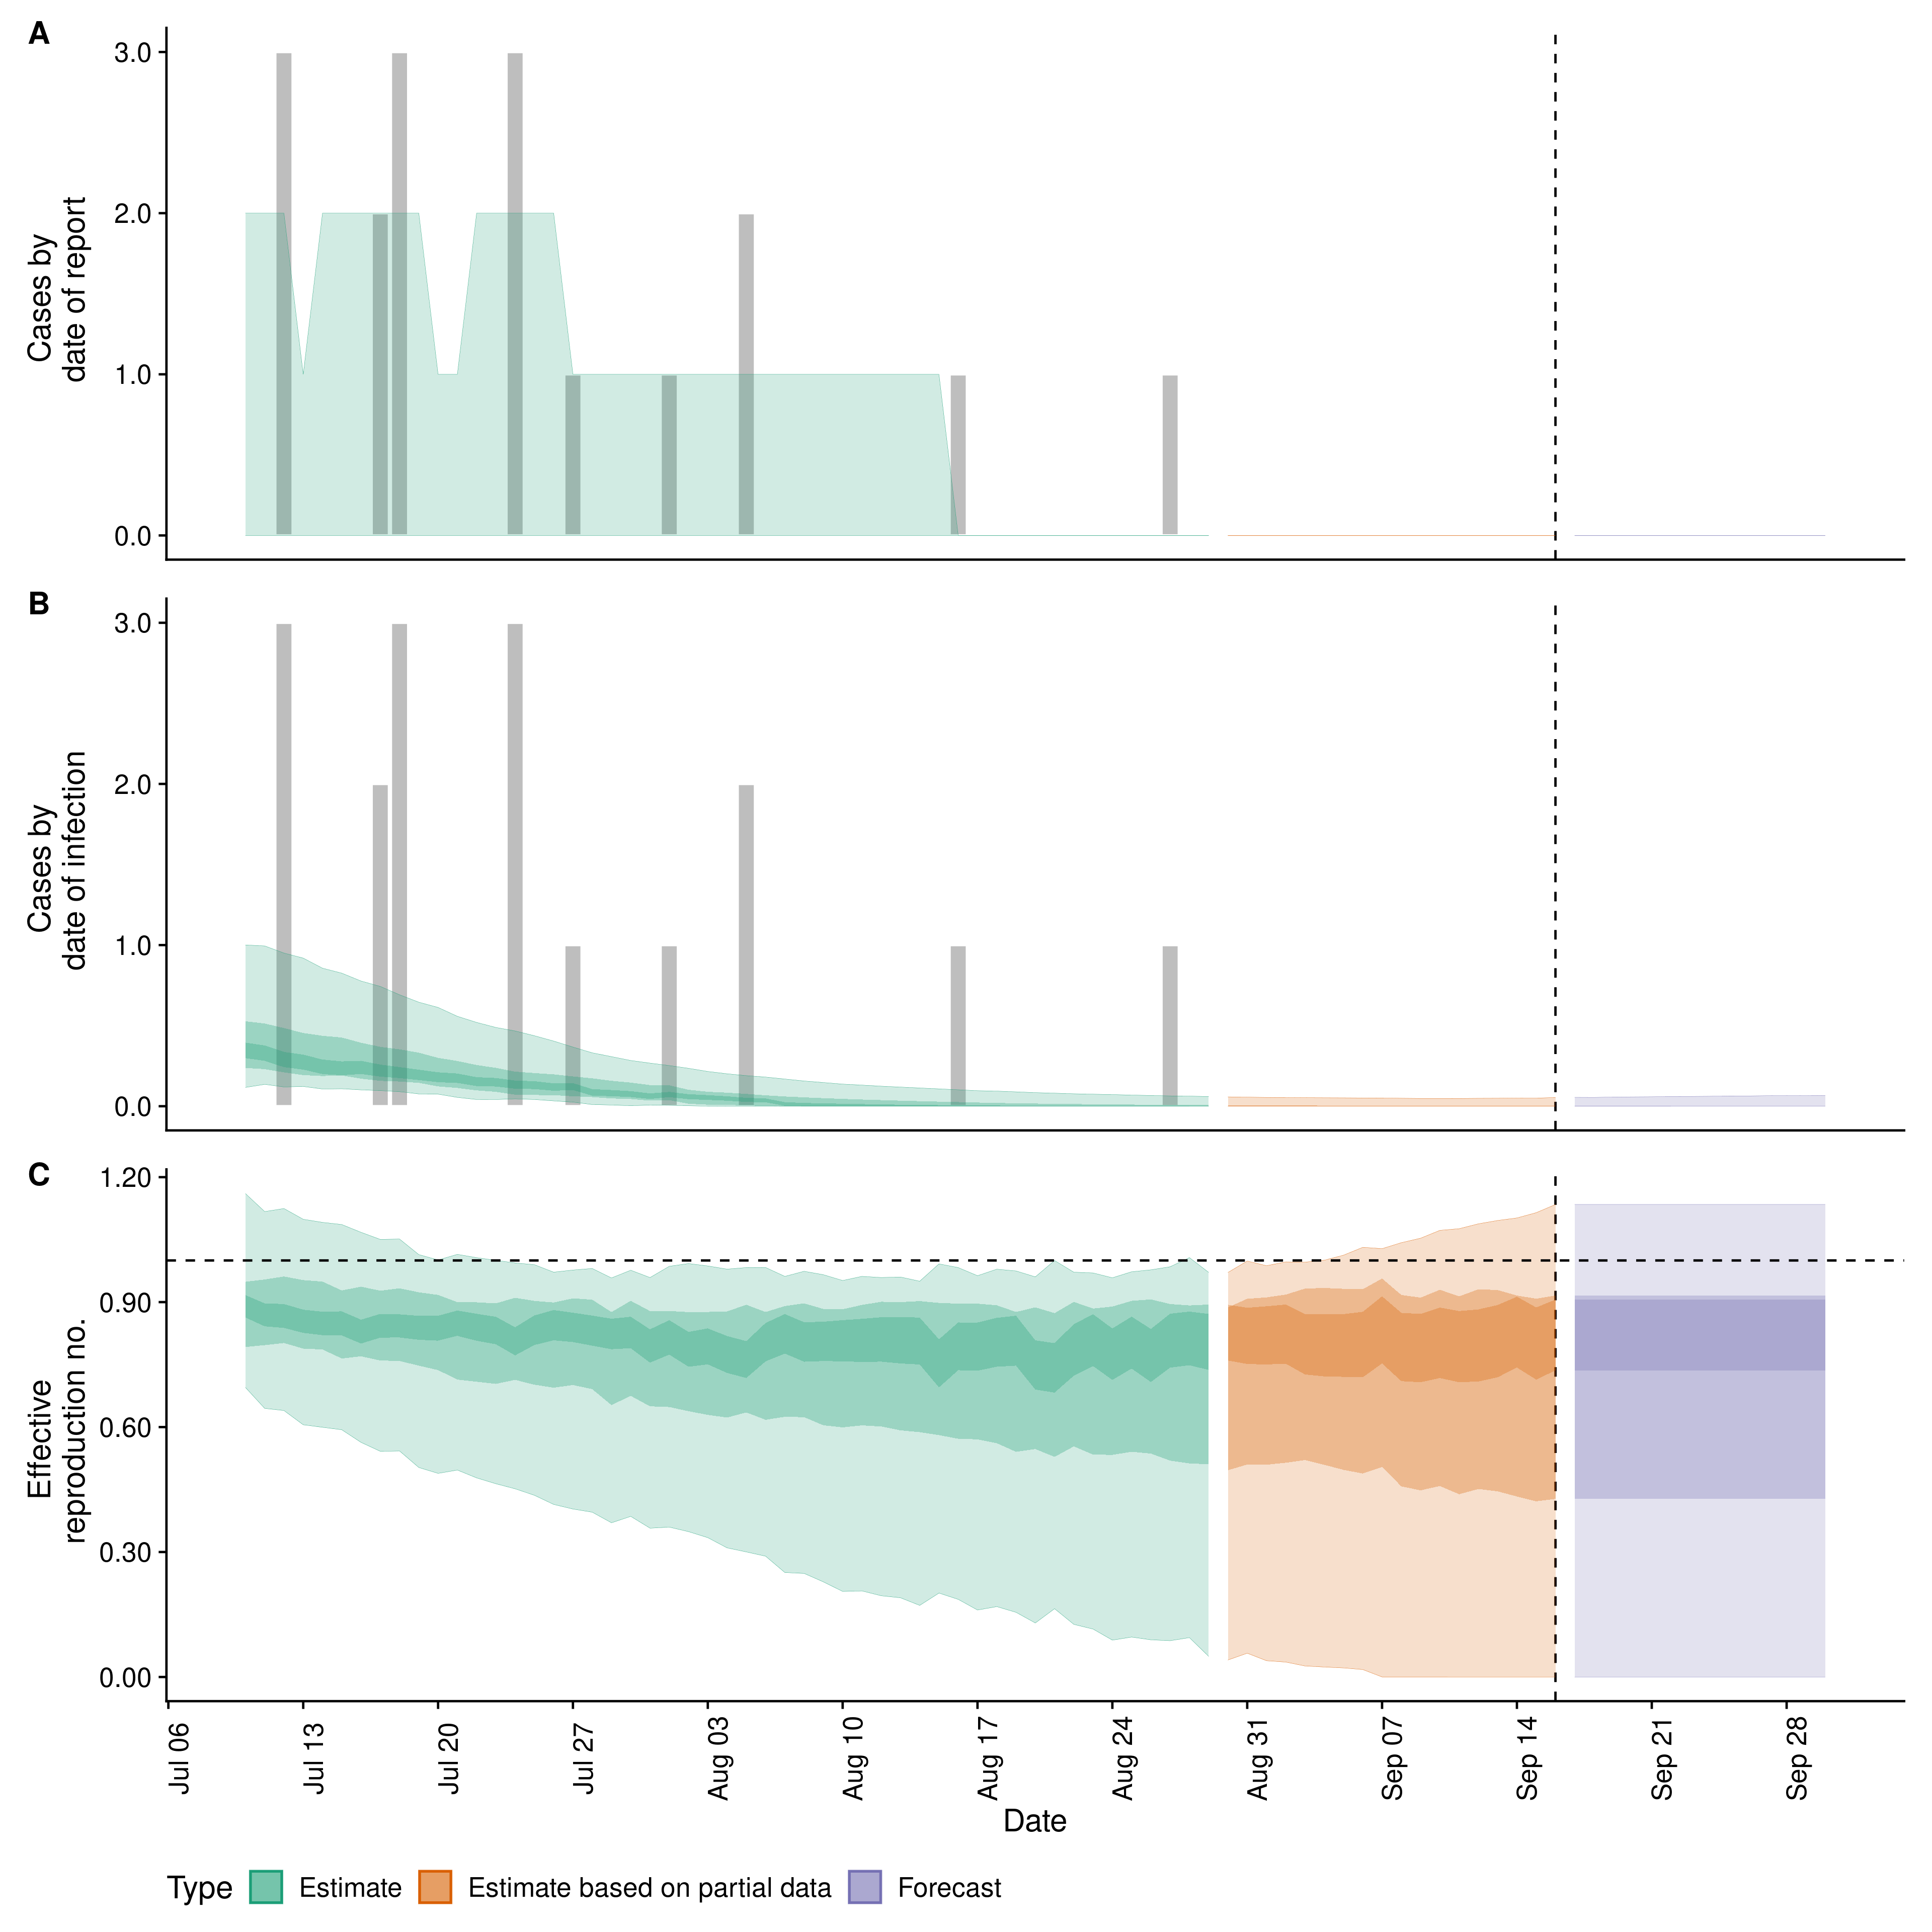 A
3.0
2.0
1.0
0.0
Cases by
date of report
B
3.0
2.0
1.0
0.0
Cases by
date of infection
C
1.20
0.90
0.60
0.30
0.00
Effective
reproduction no.
Jul 06
Jul 13
Jul 20
Jul 27
Aug 03
Aug 10
Aug 17
Aug 24
Aug 31
Sep 07
Sep 14
Sep 21
Sep 28
Date
Type Estimate Estimate based on partial data Forecast